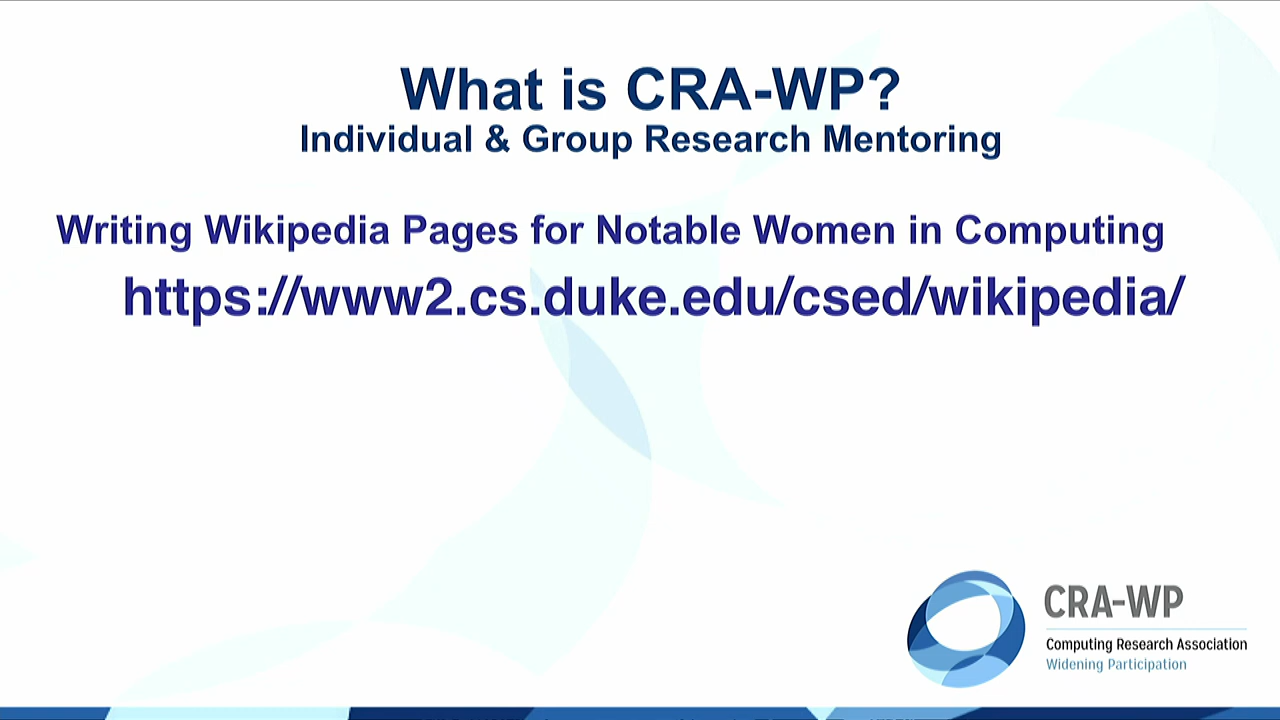 What is CRA-WP?
Individual & Group Research Mentoring
Writing Wikipedia Pages for Notable Women in Computing
https://www2.cs.duke.edu/csed/wikipedia/
CRA-WP
Computing Research Association
Widening Participation